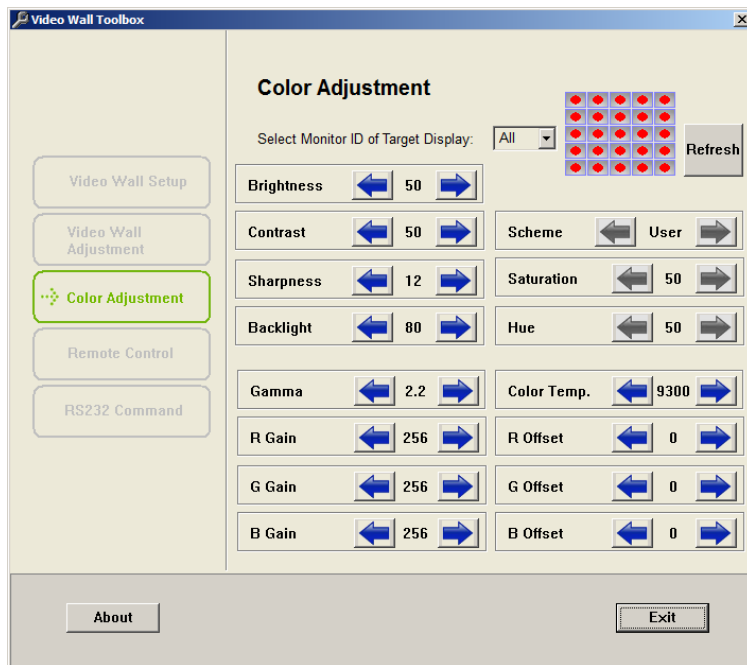 Video Wall Toolbox
Color Adjustment
Select Monitor ID of Target Display: All
Refresh
Video Wall Setup
Video Wall
Adjustment
Color Adjustment
Remote Control
RS232 Command
Brightness 50
Contrast 50
Scheme User
Sharpness 12
Saturation 50
Backlight 80
Hue 50
Gamma 2.2
Color Temp. 9300
R Gain 256
R Offset 0
G Gain 256
G Offset 0
B Gain 256
B Offset 0
About
Exit